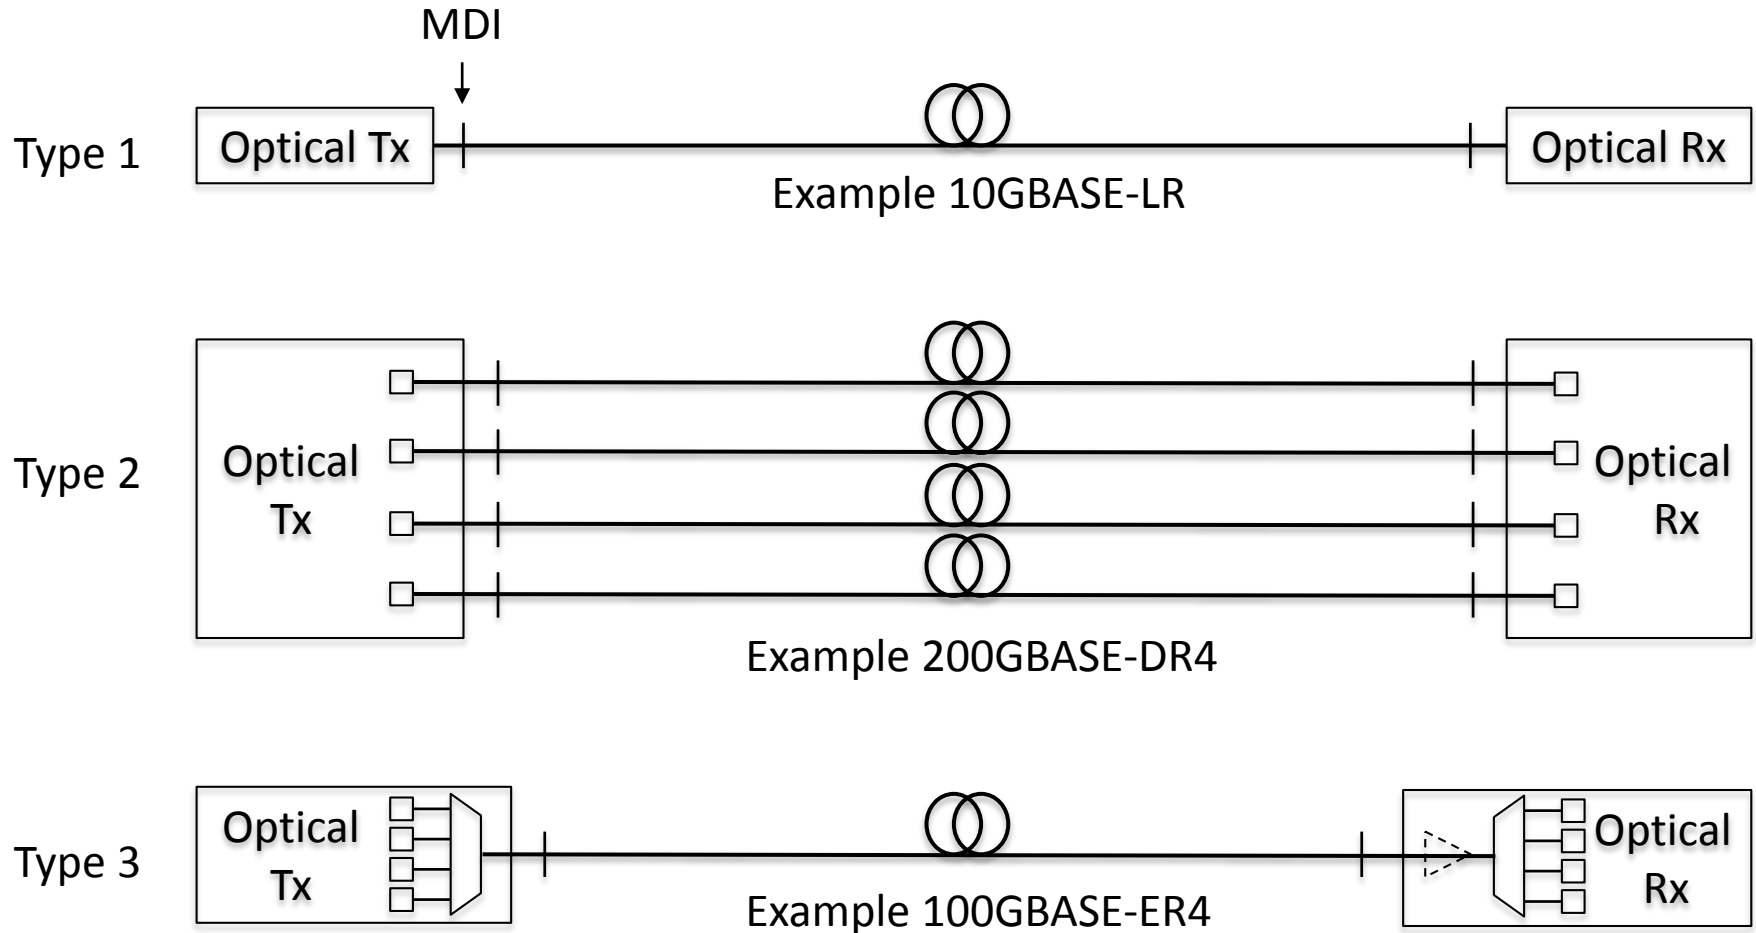 MDI
Type 1
Optical Tx
Optical Rx
Example 10GBASE-LR
Type 2
Optical
Tx
Optical
Rx
Example 200GBASE-DR4
Type 3
Optical
Tx
Optical
Rx
Example 100GBASE-ER4